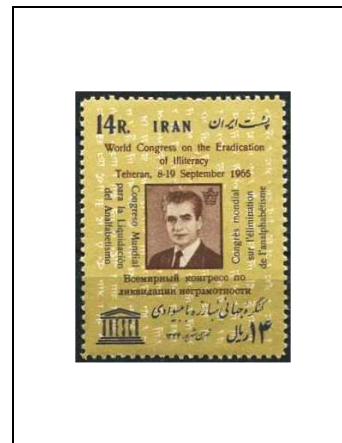 14R. IRAN پست ایران
World Congress on the Eradication
of Illiteracy
Teheran, 8-19 September 1965
Congreso Mundial
para la Liquidación
del Analfabetismo
Congrès mondial
sur l'élimination
de l'analphabétisme
Всемирный конгресс по
ликвидации неграмотности
کنگره جهانی مبارزه با بیسوادی
۱۴ ریال